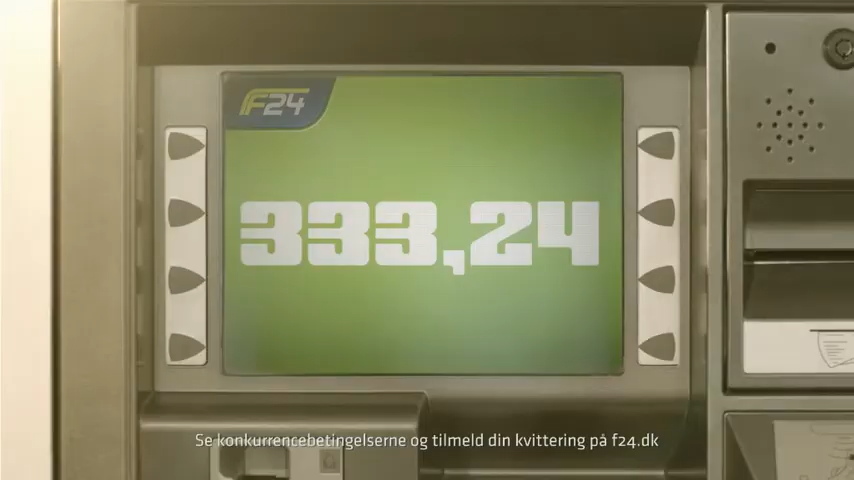 F24
333,24
Se konkurrencebetingelserne og tilmeld din kvittering på f24.dk